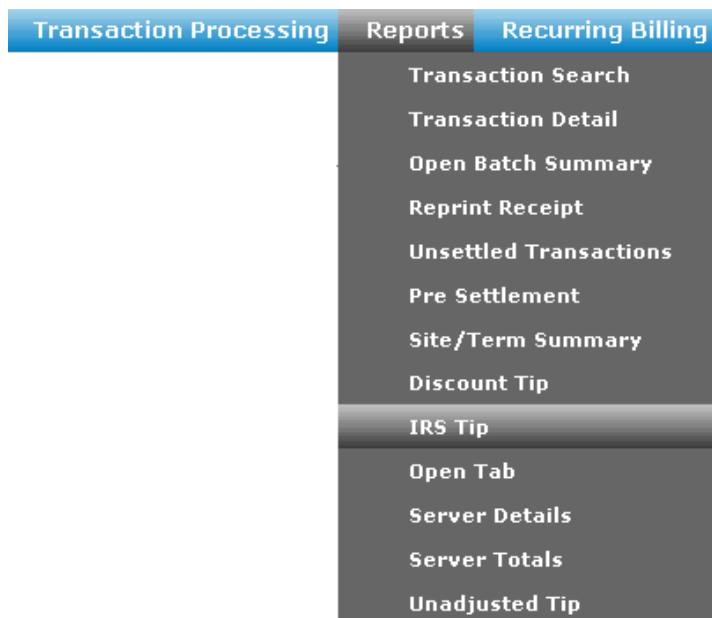 Transaction Processing Reports Recurring Billing
Transaction Search
Transaction Detail
Open Batch Summary
Reprint Receipt
Unsettled Transactions
Pre Settlement
Site/Term Summary
Discount Tip
IRS Tip
Open Tab
Server Details
Server Totals
Unadjusted Tip